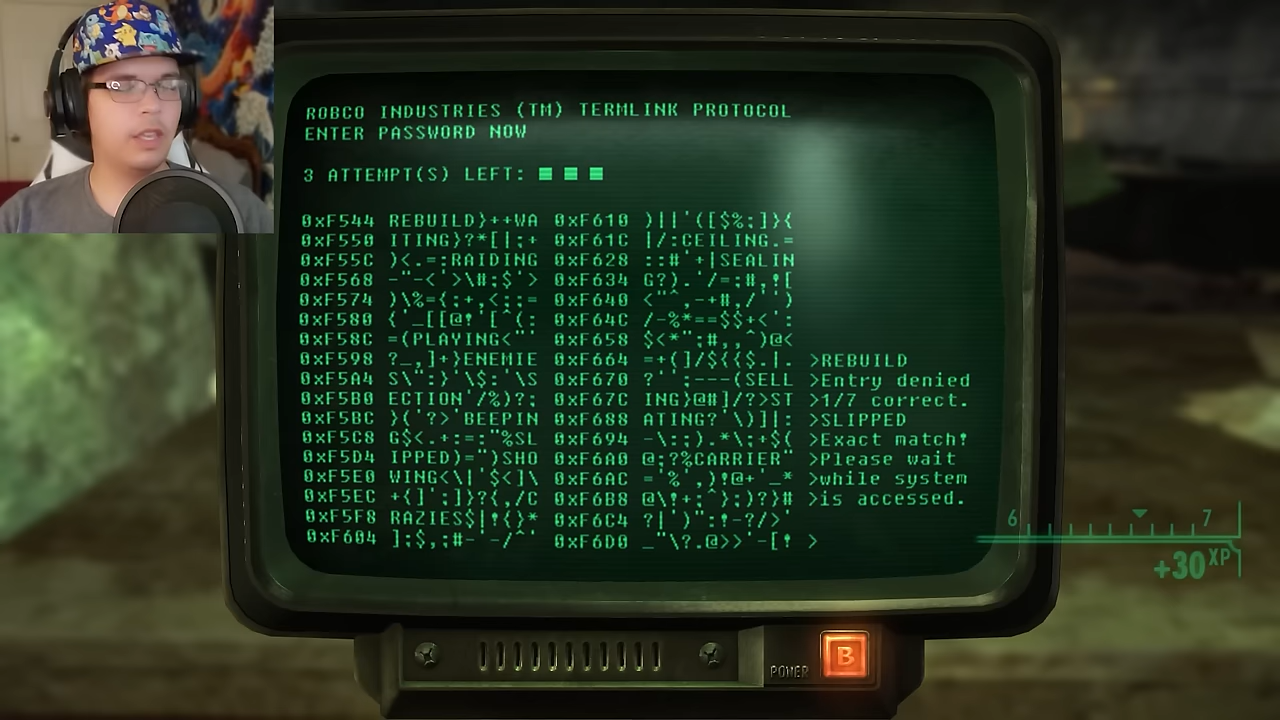 ROBCO INDUSTRIES (TM) TERMLINK PROTOCOL
ENTER PASSWORD NOW
3 ATTEMPT(S) LEFT:
0xF544 REBUILD}++WA 0xF610 )||'([$%;]}{
0xF550 ITING}?*[|;+ 0xF61C |/:CEILING.=
0xF55C )<.=:RAIDING 0xF628 ::#'+|SEALIN
0xF568 -"-<'>\#:$'> 0xF634 G?).'/=;#,![
0xF574 )\%={;+,<;:= 0xF640 <"^,-+#,/'')
0xF580 {'_[[@!'[^(: 0xF64C /-%*==$$+<':
0xF58C =(PLAYING<"' 0xF658 $<*";#,,^)@<
0xF598 ?_,]+}ENEMIE 0xF664 =+(]/${{$.|. >REBUILD
0xF5A4 S\":}'\$:'\S 0xF670 ?'';---(SELL >Entry denied
0xF5B0 ECTION'/%)?; 0xF67C ING}@#]/?>ST >1/7 correct.
0xF5BC }('?>'BEEPIN 0xF688 ATING?'\)]|: >SLIPPED
0xF5C8 G$<.+:=:"%SL 0xF694 -\:;).*\;+$( >Exact match!
0xF5D4 IPPED)=")SHO 0xF6A0 @;?%CARRIER" >Please wait
0xF5E0 WING<\|'$<]\ 0xF6AC ='%',)!@+'_* >while system
0xF5EC +{]';]}?{,/C 0xF6B8 @\!+;^};)?}# >is accessed.
0xF5F8 RAZIES$|!{}* 0xF6C4 ?|')":!-?/>'
0xF604 ];$,;#-'-/^' 0xF6D0 _"\?.@>>'-[! >
6 7
+30 XP
POWER B